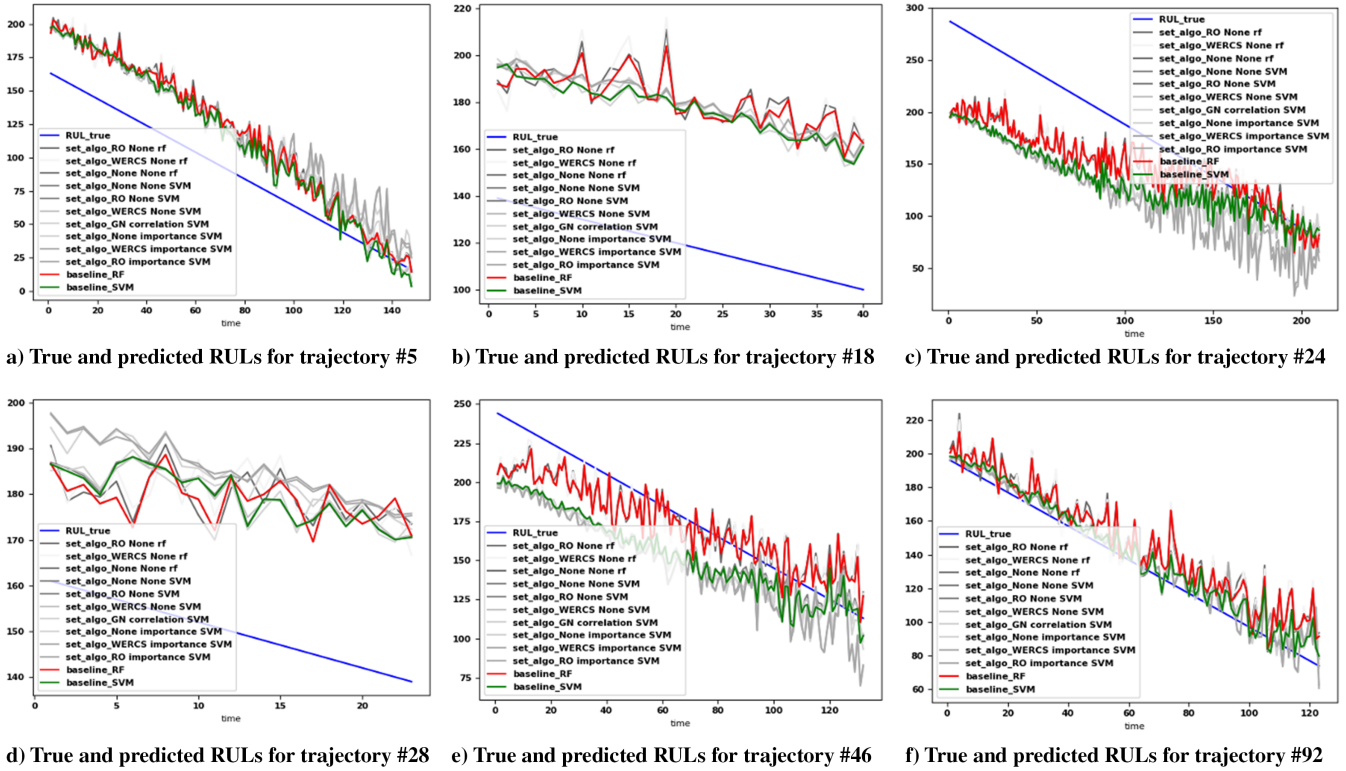 200
175
150
125
100
75
50
25
0
RUL_true
set_algo_RO None rf
set_algo_WERCS None rf
set_algo_None None rf
set_algo_None None SVM
set_algo_RO None SVM
set_algo_WERCS None SVM
set_algo_GN correlation SVM
set_algo_None importance SVM
set_algo_WERCS importance SVM
set_algo_RO importance SVM
baseline_RF
baseline_SVM
0 20 40 60 80 100 120 140
time
a) True and predicted RULs for trajectory #5
220
200
180
160
140
120
100
RUL_true
set_algo_RO None rf
set_algo_WERCS None rf
set_algo_None None rf
set_algo_None None SVM
set_algo_RO None SVM
set_algo_WERCS None SVM
set_algo_GN correlation SVM
set_algo_None importance SVM
set_algo_WERCS importance SVM
set_algo_RO importance SVM
baseline_RF
baseline_SVM
0 5 10 15 20 25 30 35 40
time
b) True and predicted RULs for trajectory #18
300
250
200
150
100
50
RUL_true
set_algo_RO None rf
set_algo_WERCS None rf
set_algo_None None rf
set_algo_None None SVM
set_algo_RO None SVM
set_algo_WERCS None SVM
set_algo_GN correlation SVM
set_algo_None importance SVM
set_algo_WERCS importance SVM
set_algo_RO importance SVM
baseline_RF
baseline_SVM
0 50 100 150 200
time
c) True and predicted RULs for trajectory #24
200
190
180
170
160
150
140
RUL_true
set_algo_RO None rf
set_algo_WERCS None rf
set_algo_None None rf
set_algo_None None SVM
set_algo_RO None SVM
set_algo_WERCS None SVM
set_algo_GN correlation SVM
set_algo_None importance SVM
set_algo_WERCS importance SVM
set_algo_RO importance SVM
baseline_RF
baseline_SVM
0 5 10 15 20
time
d) True and predicted RULs for trajectory #28
250
225
200
175
150
125
100
75
RUL_true
set_algo_RO None rf
set_algo_WERCS None rf
set_algo_None None rf
set_algo_None None SVM
set_algo_RO None SVM
set_algo_WERCS None SVM
set_algo_GN correlation SVM
set_algo_None importance SVM
set_algo_WERCS importance SVM
set_algo_RO importance SVM
baseline_RF
baseline_SVM
0 20 40 60 80 100 120
time
e) True and predicted RULs for trajectory #46
220
200
180
160
140
120
100
80
60
RUL_true
set_algo_RO None rf
set_algo_WERCS None rf
set_algo_None None rf
set_algo_None None SVM
set_algo_RO None SVM
set_algo_WERCS None SVM
set_algo_GN correlation SVM
set_algo_None importance SVM
set_algo_WERCS importance SVM
set_algo_RO importance SVM
baseline_RF
baseline_SVM
0 20 40 60 80 100 120
time
f) True and predicted RULs for trajectory #92